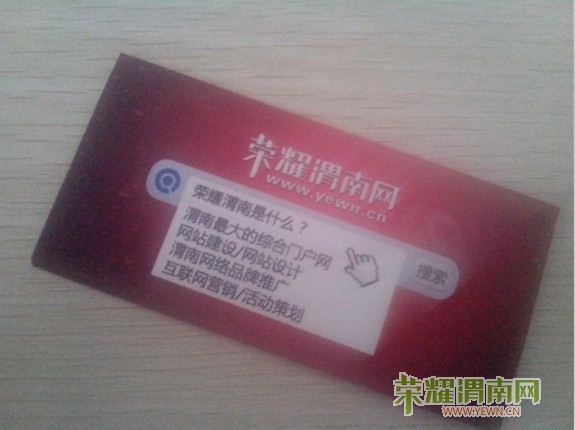 荣耀渭南网
www.yewn.cn
荣耀渭南是什么？
搜索
渭南最大的综合门户网
网站建设/网站设计
渭南网络品牌推广
互联网营销/活动策划
荣耀渭南网
WWW.YEWN.CN